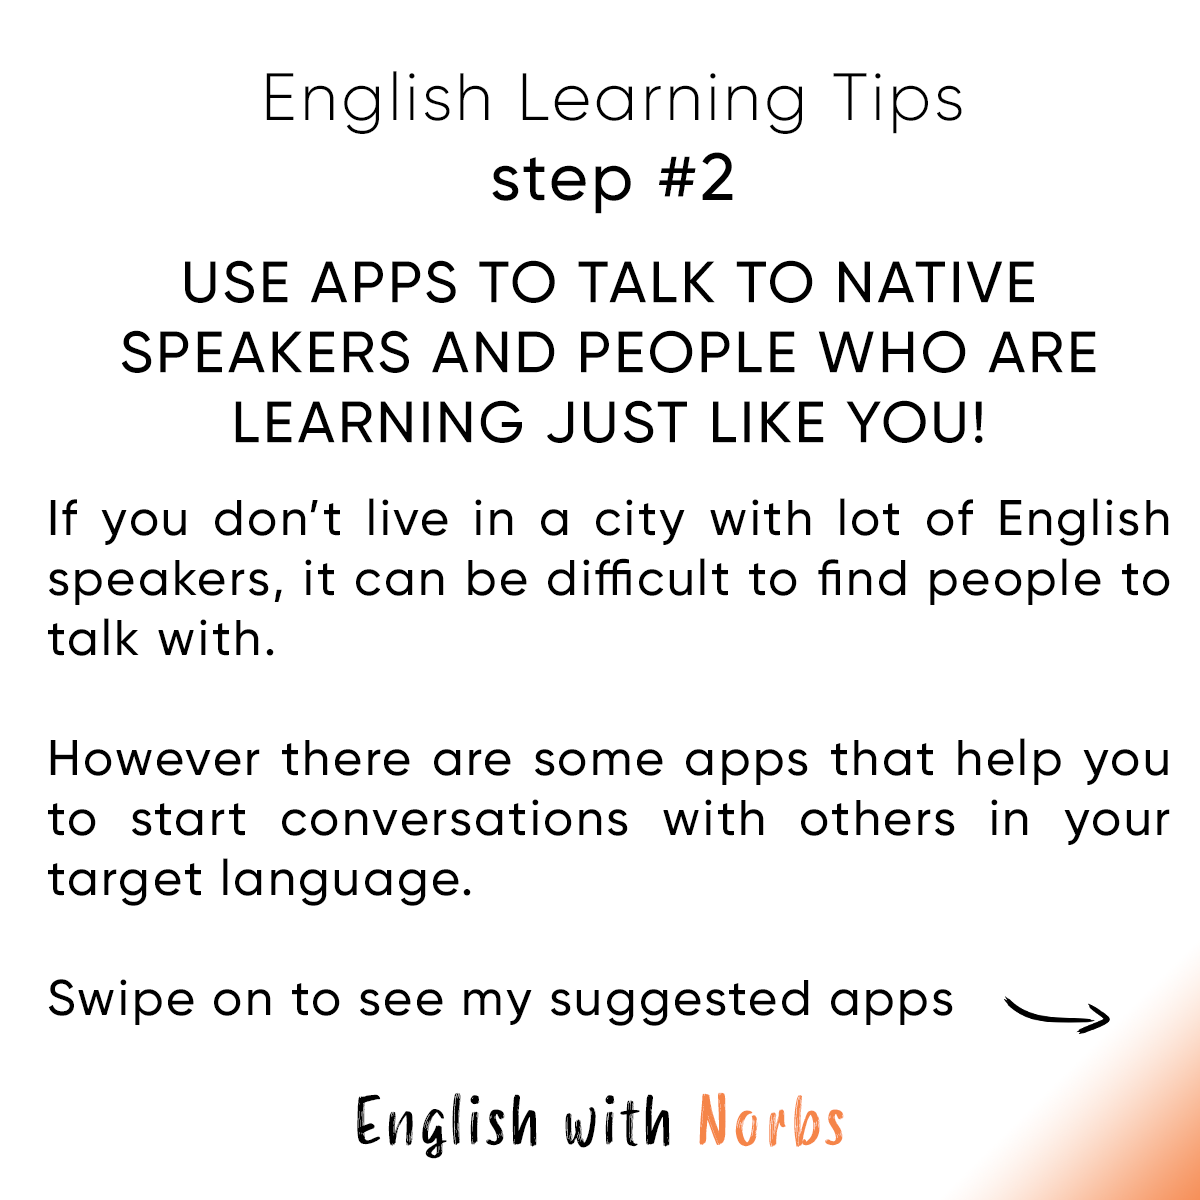 English Learning Tips
step #2
USE APPS TO TALK TO NATIVE
SPEAKERS AND PEOPLE WHO ARE
LEARNING JUST LIKE YOU!
If you don’t live in a city with lot of English
speakers, it can be difficult to find people to
talk with.
However there are some apps that help you
to start conversations with others in your
target language.
Swipe on to see my suggested apps
English with Norbs